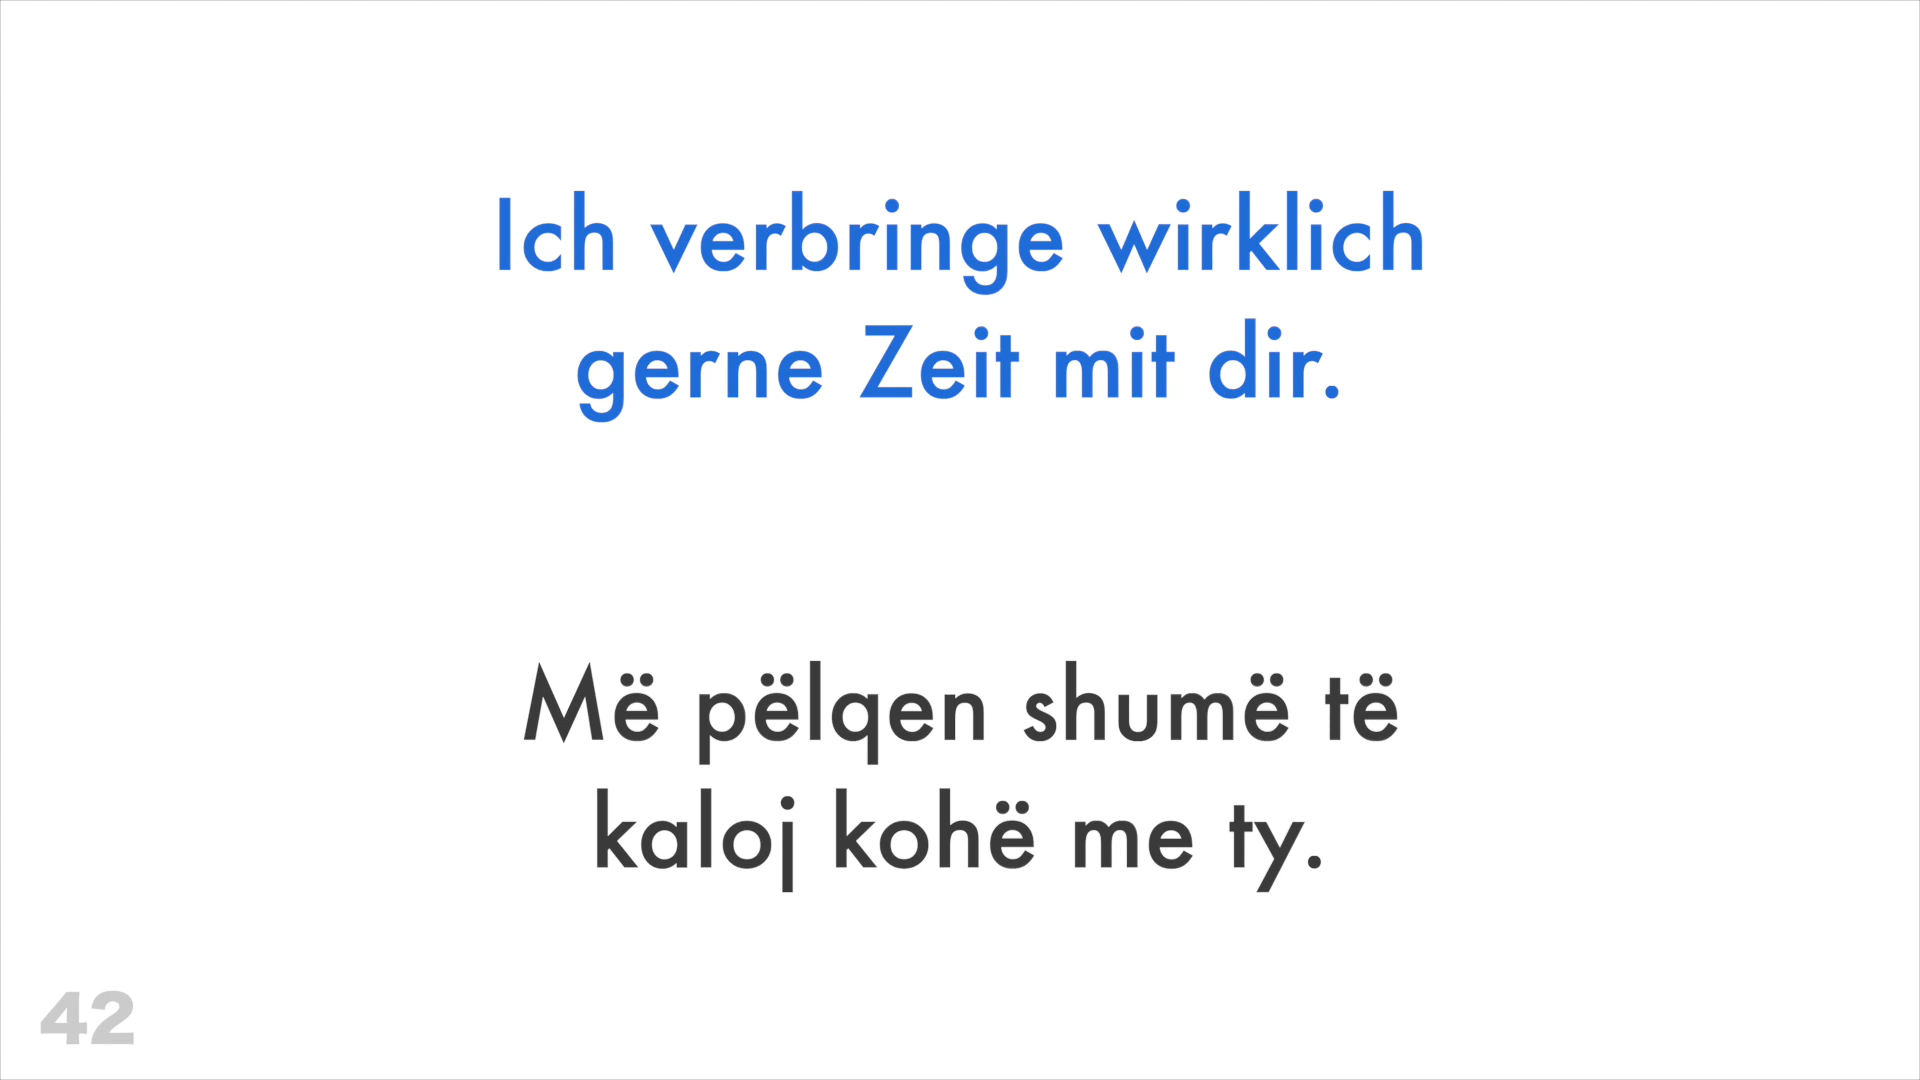 Ich verbringe wirklich
gerne Zeit mit dir.
Më pëlqen shumë të
kaloj kohë me ty.
42